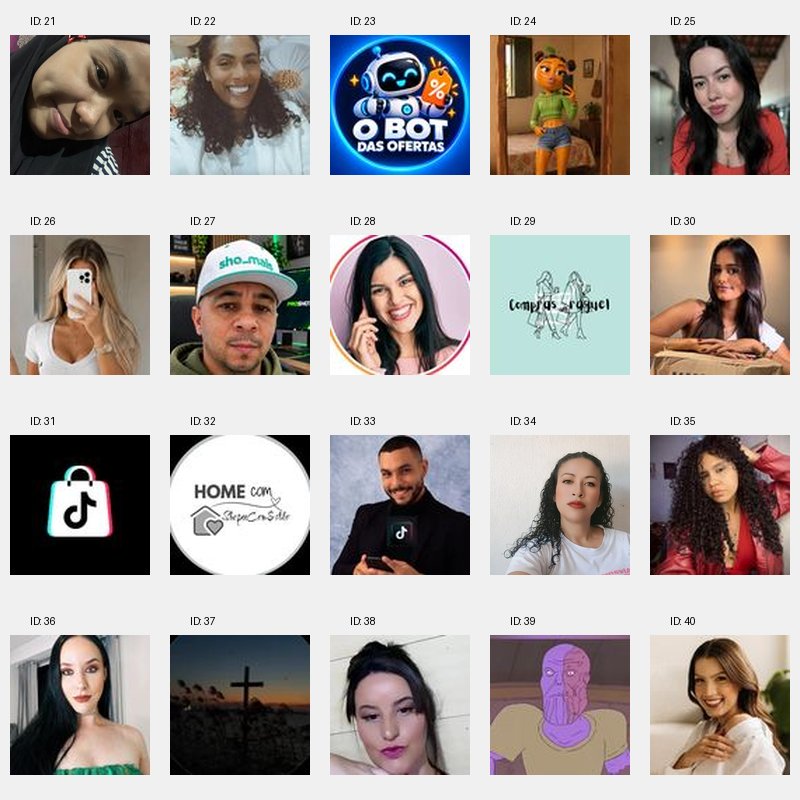 ID: 21
ID: 22
ID: 23
ID: 24
ID: 25
O BOT
DAS OFERTAS
%
ID: 26
ID: 27
ID: 28
ID: 29
ID: 30
sho_mais
Compras _raquel
ID: 31
ID: 32
ID: 33
ID: 34
ID: 35
HOME com
ID: 36
ID: 37
ID: 38
ID: 39
ID: 40